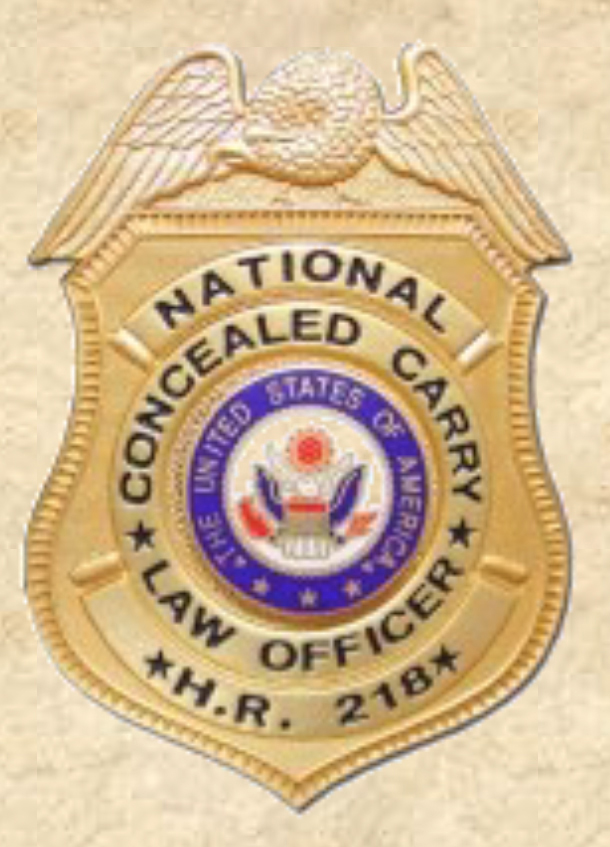 NATIONAL
CONCEALED CARRY
THE UNITED STATES OF AMERICA
★LAW OFFICER★
★H.R. 218★